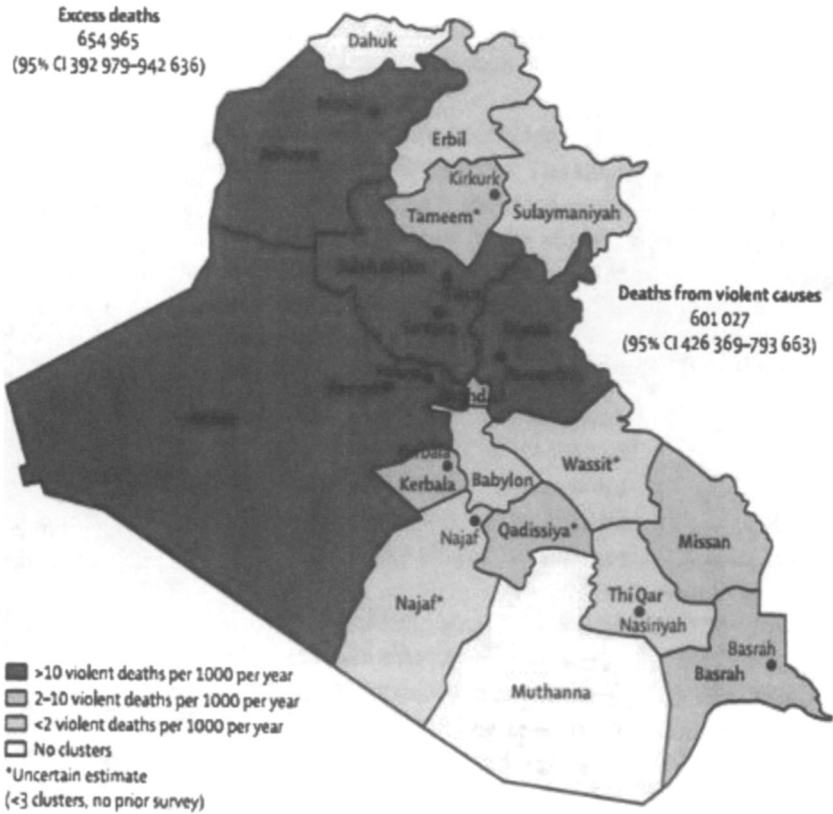 Excess deaths
654 965
(95% CI 392 979–942 636)
Dahuk
Erbil
Kirkurk
Tameem*
Sulaymaniyah
Deaths from violent causes
601 027
(95% CI 426 369–793 663)
Kerbala
Kerbala
Babylon
Wassit*
Najaf
Qadissiya*
Missan
Najaf*
Thi Qar
Nasiriyah
Basrah
Basrah
Muthanna
>10 violent deaths per 1000 per year
2–10 violent deaths per 1000 per year
<2 violent deaths per 1000 per year
No clusters
*Uncertain estimate
(<3 clusters, no prior survey)